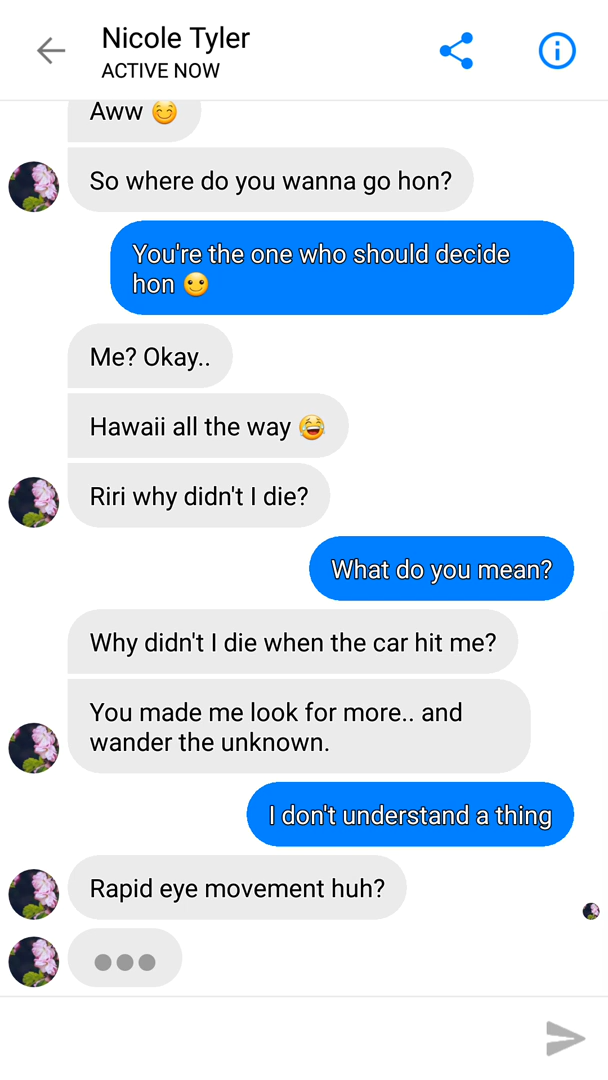 Nicole Tyler
ACTIVE NOW
Aww 😊
So where do you wanna go hon?
You're the one who should decide
hon 🙂
Me? Okay..
Hawaii all the way 😂
Riri why didn't I die?
What do you mean?
Why didn't I die when the car hit me?
You made me look for more.. and
wander the unknown.
I don't understand a thing
Rapid eye movement huh?